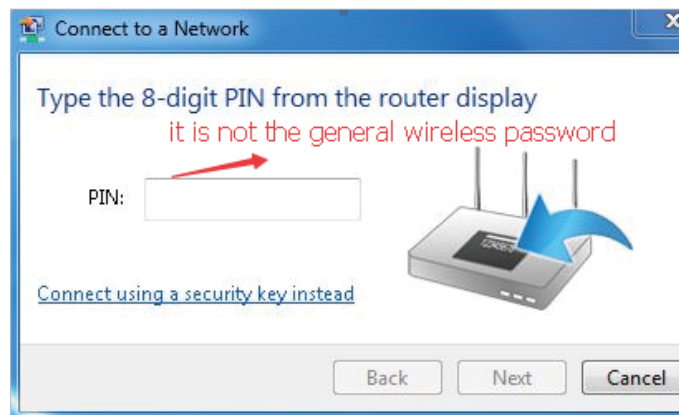 Connect to a Network
Type the 8-digit PIN from the router display
it is not the general wireless password
PIN:
12345670
Connect using a security key instead
Back Next Cancel